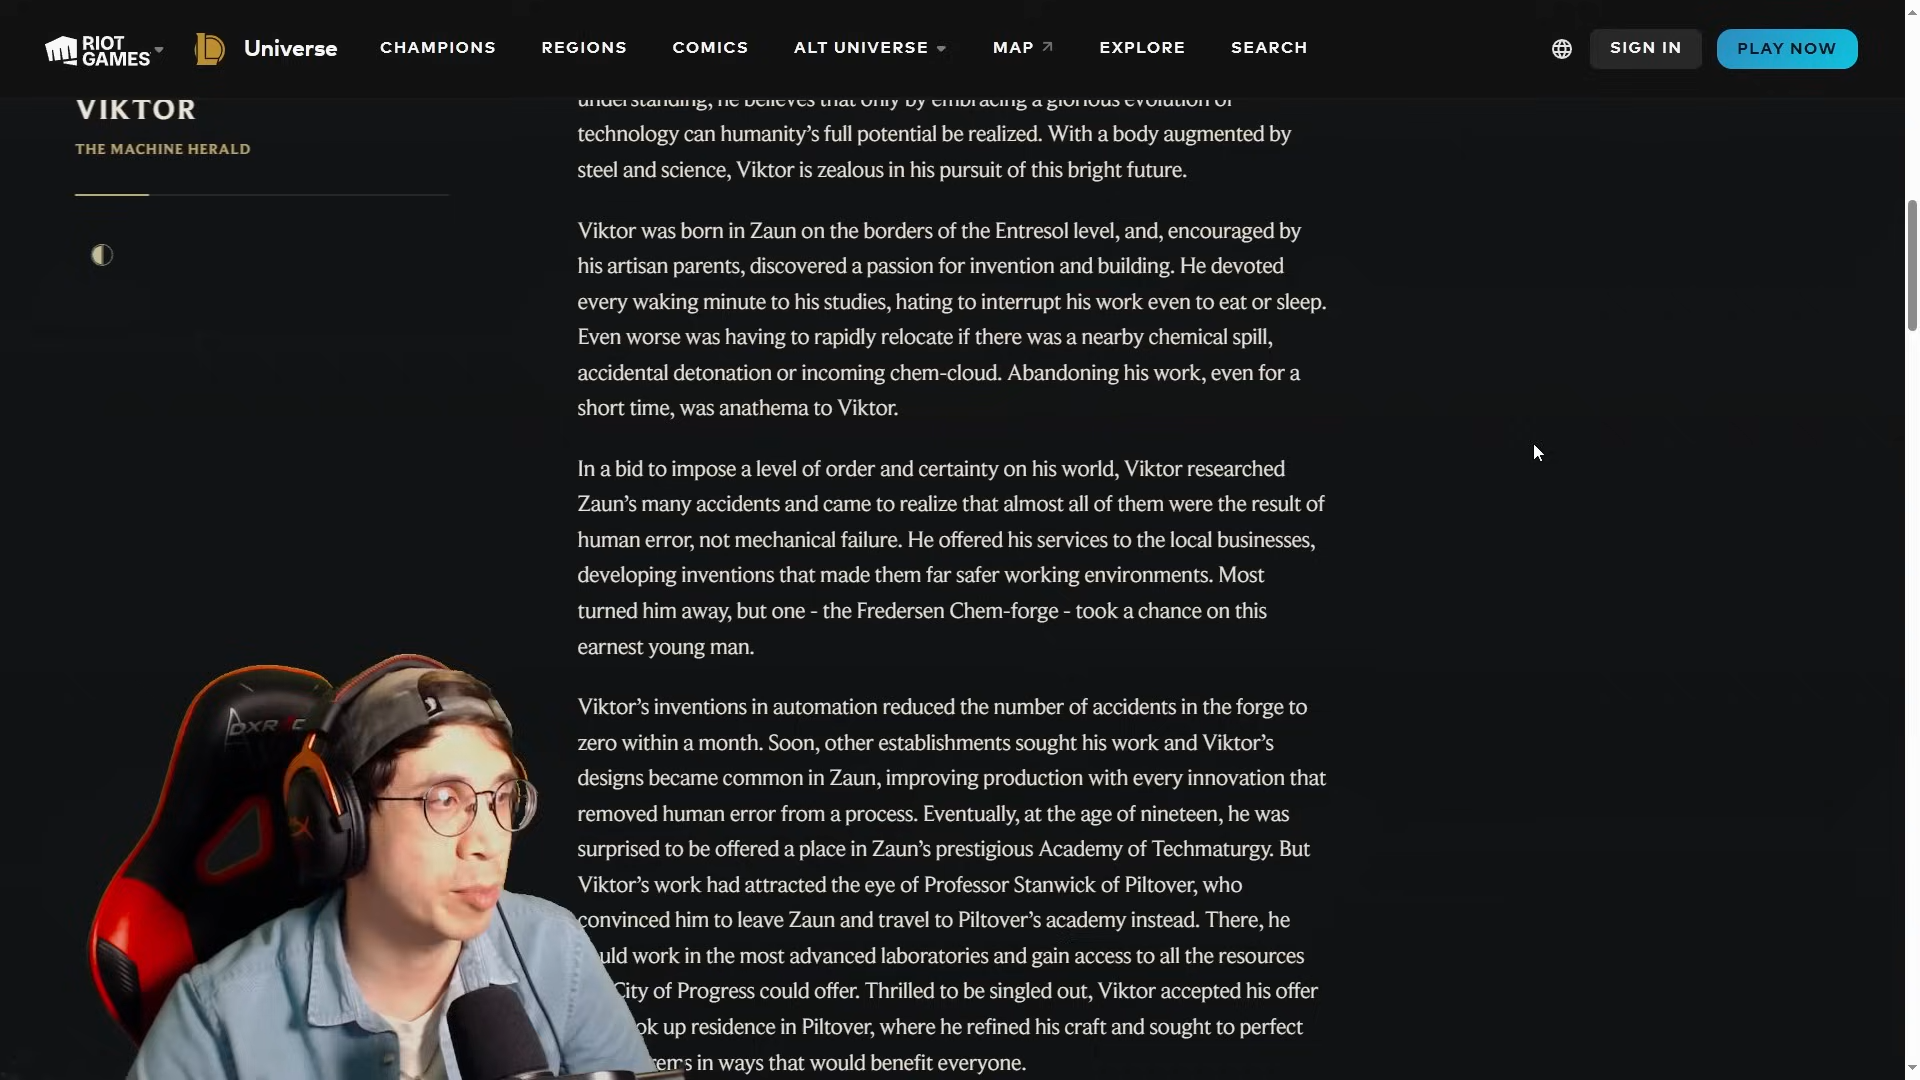 RIOT GAMES
Universe
CHAMPIONS
REGIONS
COMICS
ALT UNIVERSE
MAP
EXPLORE
SEARCH
SIGN IN
PLAY NOW
VIKTOR
THE MACHINE HERALD
understanding, he believes that only by embracing a glorious evolution of
technology can humanity’s full potential be realized. With a body augmented by
steel and science, Viktor is zealous in his pursuit of this bright future.
Viktor was born in Zaun on the borders of the Entresol level, and, encouraged by
his artisan parents, discovered a passion for invention and building. He devoted
every waking minute to his studies, hating to interrupt his work even to eat or sleep.
Even worse was having to rapidly relocate if there was a nearby chemical spill,
accidental detonation or incoming chem-cloud. Abandoning his work, even for a
short time, was anathema to Viktor.
In a bid to impose a level of order and certainty on his world, Viktor researched
Zaun’s many accidents and came to realize that almost all of them were the result of
human error, not mechanical failure. He offered his services to the local businesses,
developing inventions that made them far safer working environments. Most
turned him away, but one - the Fredersen Chem-forge - took a chance on this
earnest young man.
Viktor’s inventions in automation reduced the number of accidents in the forge to
zero within a month. Soon, other establishments sought his work and Viktor’s
designs became common in Zaun, improving production with every innovation that
removed human error from a process. Eventually, at the age of nineteen, he was
surprised to be offered a place in Zaun’s prestigious Academy of Techmaturgy. But
Viktor’s work had attracted the eye of Professor Stanwick of Piltover, who
convinced him to leave Zaun and travel to Piltover’s academy instead. There, he
uld work in the most advanced laboratories and gain access to all the resources
City of Progress could offer. Thrilled to be singled out, Viktor accepted his offer
ok up residence in Piltover, where he refined his craft and sought to perfect
ems in ways that would benefit everyone.